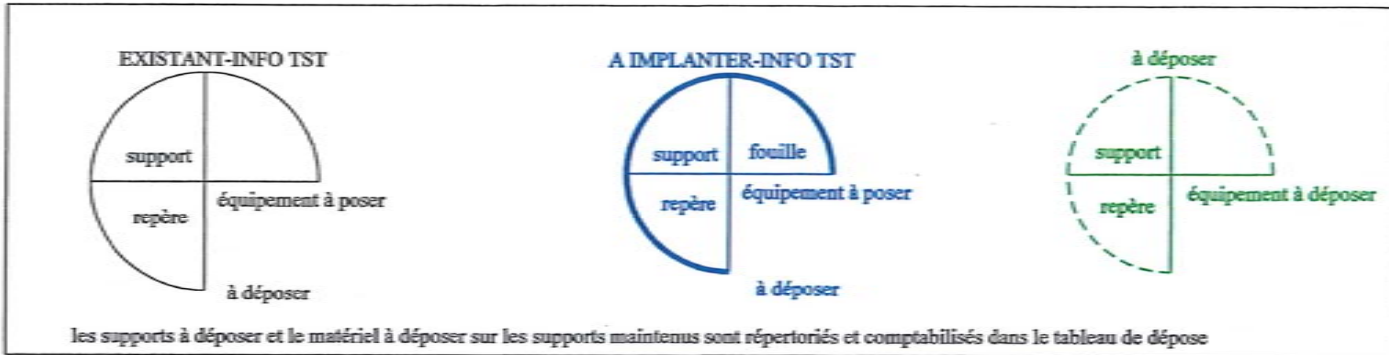 EXISTANT-INFO TST
support
repère
équipement à poser
à déposer
A IMPLANTER-INFO TST
support
fouille
repère
équipement à poser
à déposer
à déposer
support
repère
équipement à déposer
les supports à déposer et le matériel à déposer sur les supports maintenus sont répertoriés et comptabilisés dans le tableau de dépose